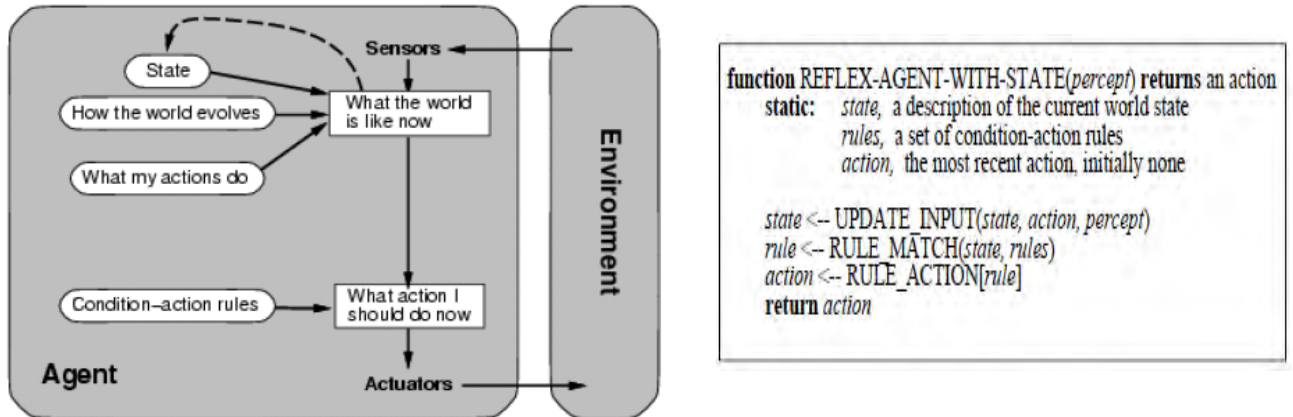 Sensors
State
How the world evolves
What the world
is like now
What my actions do
Condition–action rules
What action I
should do now
Agent
Actuators
Environment
function REFLEX-AGENT-WITH-STATE(percept) returns an action
static: state, a description of the current world state
rules, a set of condition-action rules
action, the most recent action, initially none
state <-- UPDATE_INPUT(state, action, percept)
rule <-- RULE_MATCH(state, rules)
action <-- RULE_ACTION[rule]
return action